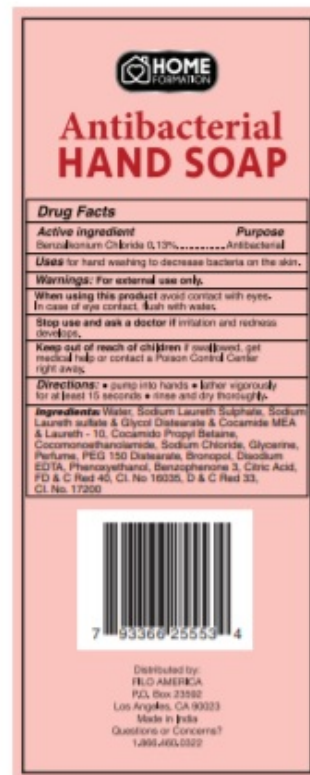 HOME
FORMATION
Antibacterial
HAND SOAP
Drug Facts
Active ingredient Purpose
Benzalkonium Chloride 0.13%........... Antibacterial
Uses for hand washing to decrease bacteria on the skin.
Warnings: For external use only.
When using this product avoid contact with eyes.
In case of eye contact, flush with water.
Stop use and ask a doctor if irritation and redness
develops.
Keep out of reach of children if swallowed, get
medical help or contact a Poison Control Center
right away.
Directions: • pump into hands • lather vigorously
for at least 15 seconds • rinse and dry thoroughly.
Ingredients: Water, Sodium Laureth Sulphate, Sodium
Laureth sulfate & Glycol Distearate & Cocamide MEA
& Laureth - 10, Cocamido Propyl Betaine,
Cocomonoethanolamide, Sodium Chloride, Glycerine,
Perfume, PEG 150 Distearate, Bronopol, Disodium
EDTA, Phenoxyethanol, Benzophenone 3, Citric Acid,
FD & C Red 40, CI. No 16035, D & C Red 33,
CI. No. 17200
7 93366 25553 4
Distributed by:
FILO AMERICA
P.O. Box 23592
Los Angeles, CA 90023
Made in India
Questions or Concerns?
1.866.460.0322